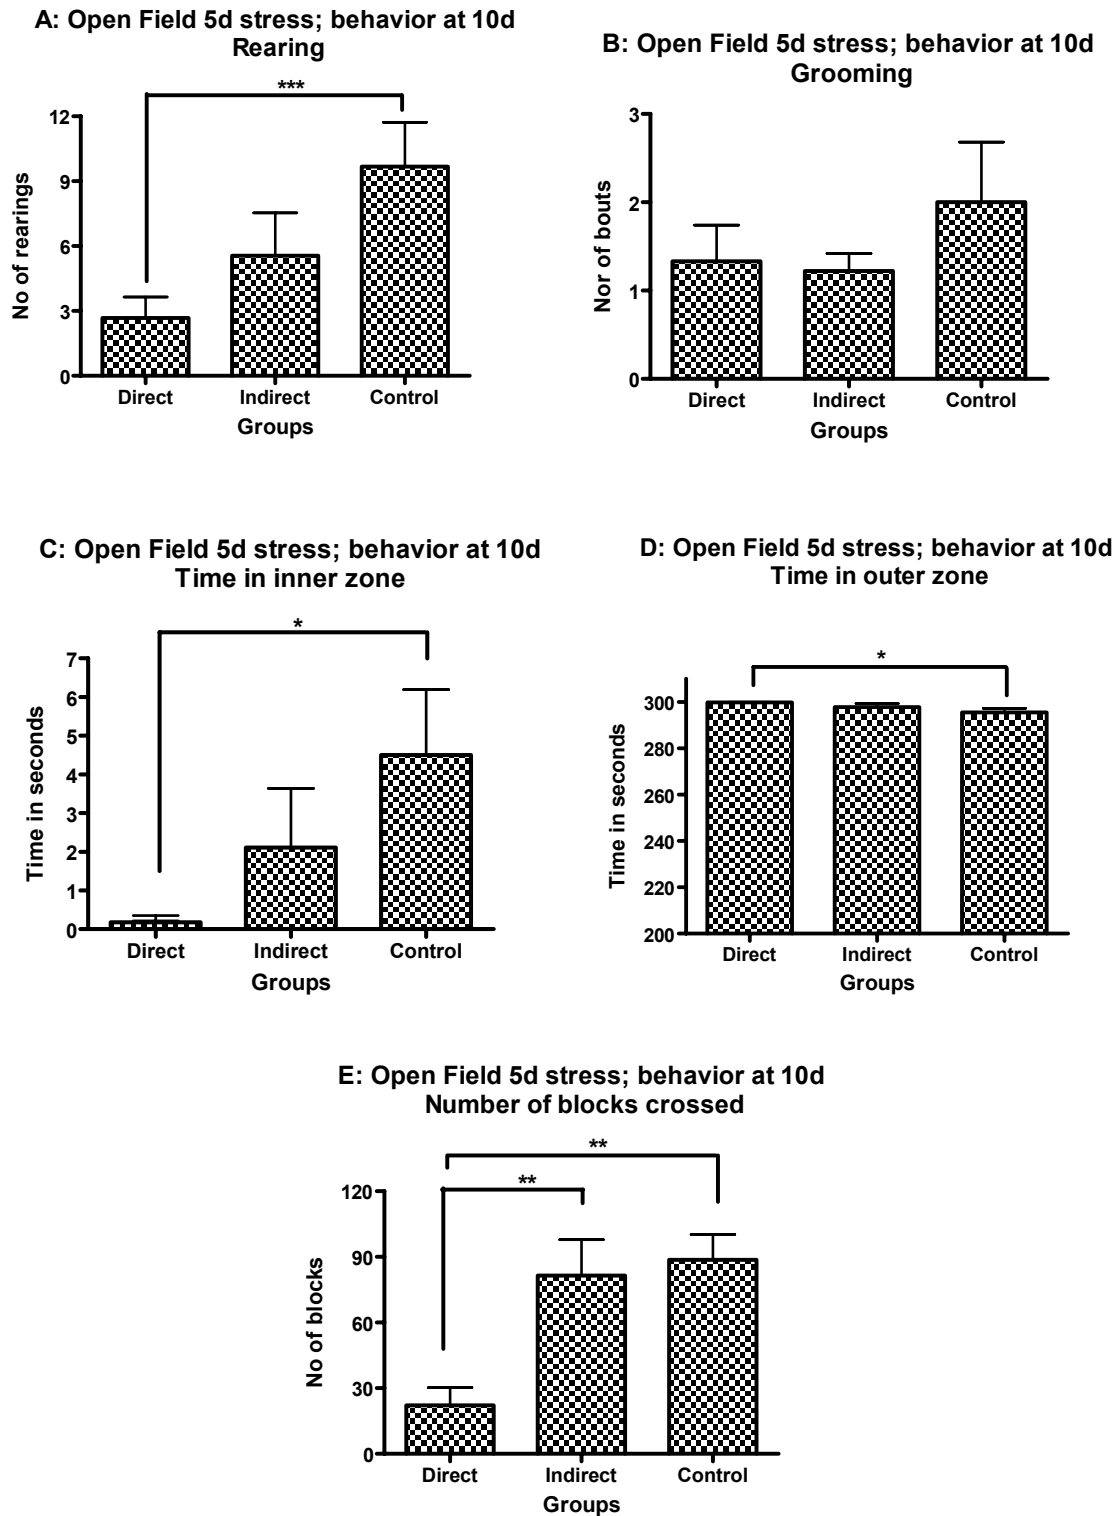 A: Open Field 5d stress; behavior at 10d
Rearing
***
12
9
6
3
0
No of rearings
Direct Indirect Control
Groups
B: Open Field 5d stress; behavior at 10d
Grooming
3
2
1
0
Nor of bouts
Direct Indirect Control
Groups
C: Open Field 5d stress; behavior at 10d
Time in inner zone
*
7
6
5
4
3
2
1
0
Time in seconds
Direct Indirect Control
Groups
D: Open Field 5d stress; behavior at 10d
Time in outer zone
*
300
280
260
240
220
200
Time in seconds
Direct Indirect Control
Groups
E: Open Field 5d stress; behavior at 10d
Number of blocks crossed
**
**
120
90
60
30
0
No of blocks
Direct Indirect Control
Groups